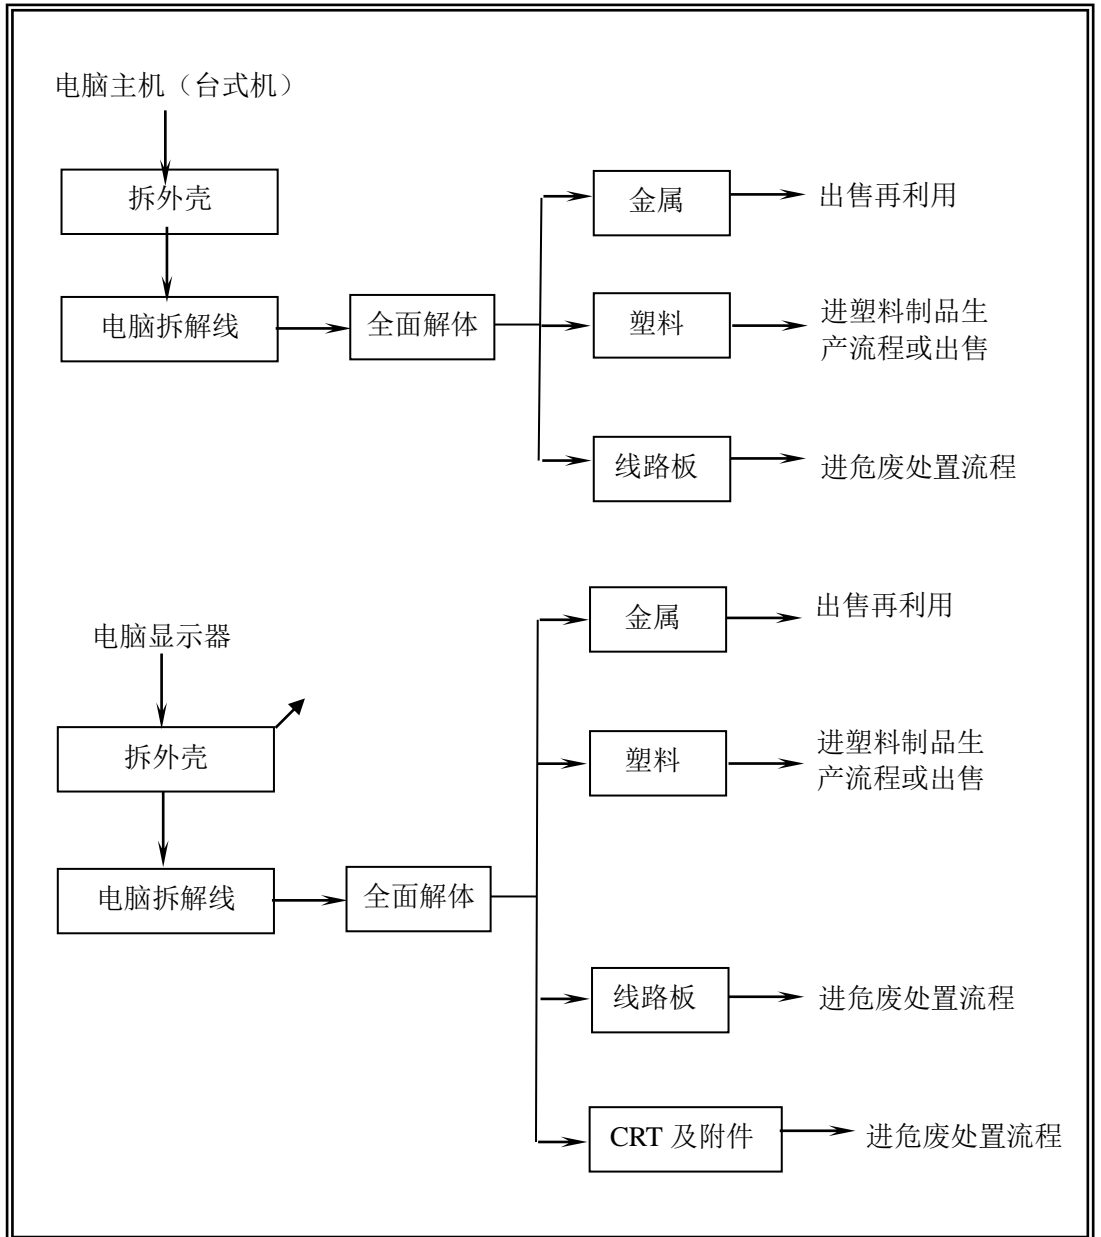 电脑主机（台式机）
拆外壳
电脑拆解线
全面解体
金属
出售再利用
塑料
进塑料制品生
产流程或出售
线路板
进危废处置流程
电脑显示器
拆外壳
电脑拆解线
全面解体
金属
出售再利用
塑料
进塑料制品生
产流程或出售
线路板
进危废处置流程
CRT 及附件
进危废处置流程